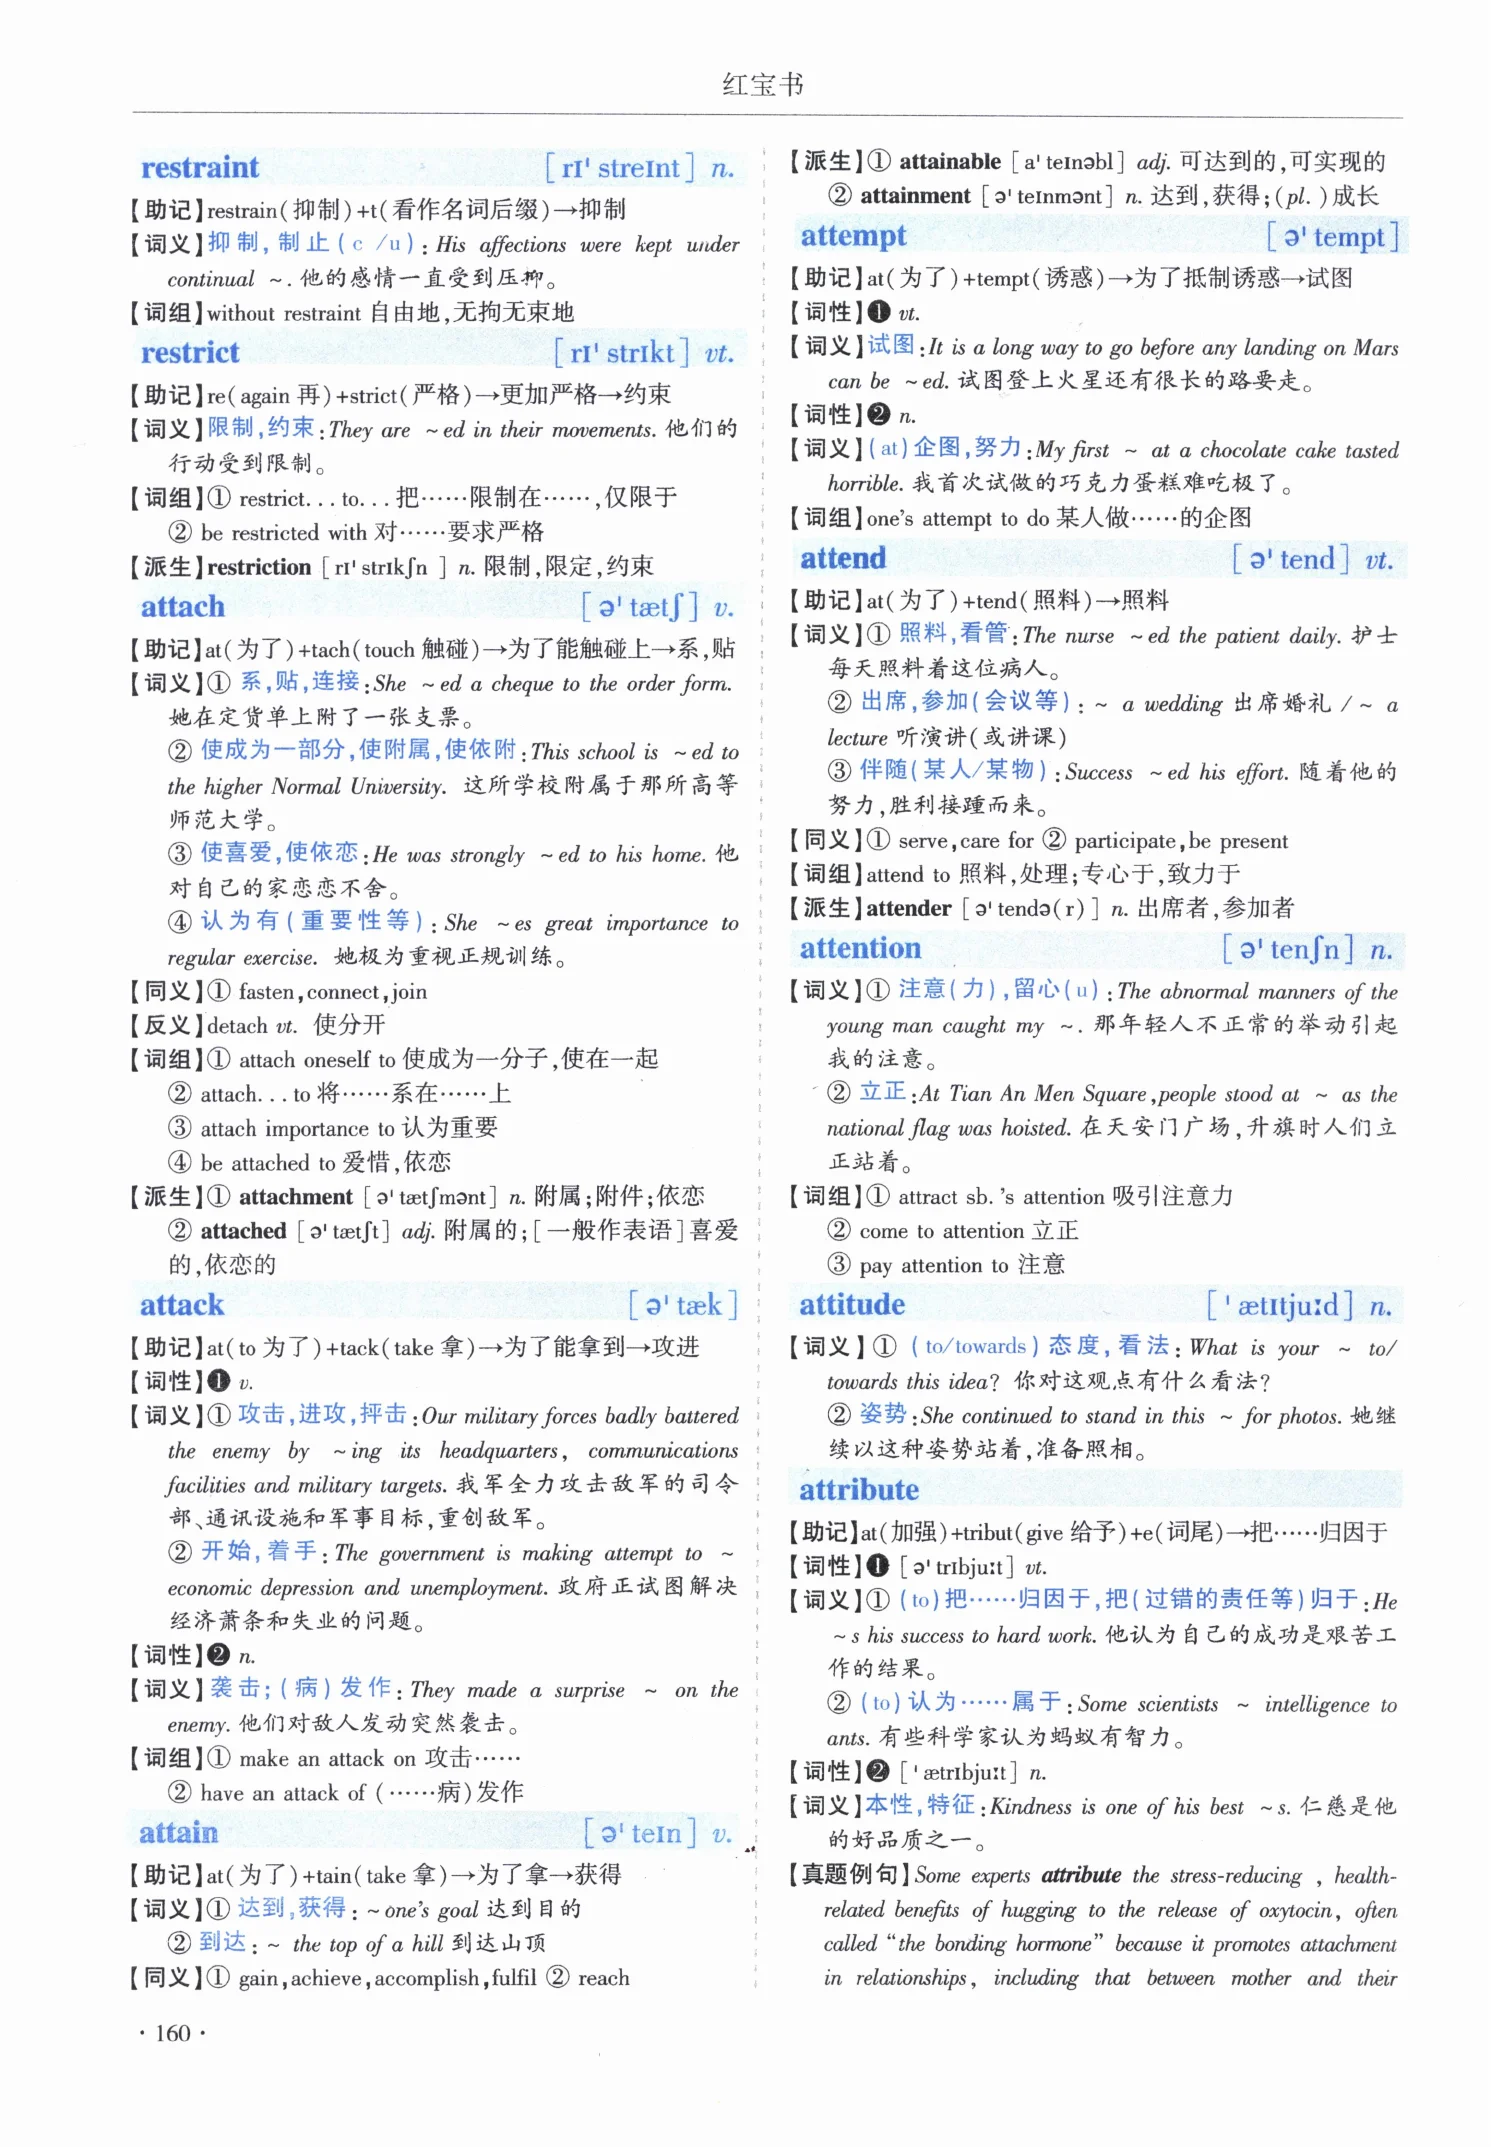 红宝书
restraint [rɪˈstreɪnt] n.
【助记】restrain(抑制)+t(看作名词后缀)→抑制
【词义】抑制,制止(c /u):His affections were kept under
continual ~. 他的感情一直受到压抑。
【词组】without restraint 自由地,无拘无束地
restrict [rɪˈstrɪkt] vt.
【助记】re(again 再)+strict(严格)→更加严格→约束
【词义】限制,约束:They are ~ed in their movements. 他们的
行动受到限制。
【词组】① restrict...to...把……限制在……,仅限于
② be restricted with 对……要求严格
【派生】restriction [rɪˈstrɪkʃn ] n. 限制,限定,约束
attach [əˈtætʃ] v.
【助记】at(为了)+tach(touch 触碰)→为了能触碰上→系,贴
【词义】① 系,贴,连接:She ~ed a cheque to the order form.
她在定货单上附了一张支票。
② 使成为一部分,使附属,使依附:This school is ~ed to
the higher Normal University. 这所学校附属于那所高等
师范大学。
③ 使喜爱,使依恋:He was strongly ~ed to his home. 他
对自己的家恋恋不舍。
④ 认为有(重要性等):She ~es great importance to
regular exercise. 她极为重视正规训练。
【同义】① fasten,connect,join
【反义】detach vt. 使分开
【词组】① attach oneself to 使成为一分子,使在一起
② attach...to 将……系在……上
③ attach importance to 认为重要
④ be attached to 爱惜,依恋
【派生】① attachment [əˈtætʃmənt] n. 附属;附件;依恋
② attached [əˈtætʃt] adj. 附属的;[一般作表语]喜爱
的,依恋的
attack [əˈtæk]
【助记】at(to 为了)+tack(take 拿)→为了能拿到→攻进
【词性】❶ v.
【词义】① 攻击,进攻,抨击:Our military forces badly battered
the enemy by ~ing its headquarters, communications
facilities and military targets. 我军全力攻击敌军的司令
部、通讯设施和军事目标,重创敌军。
② 开始,着手:The government is making attempt to ~
economic depression and unemployment. 政府正试图解决
经济萧条和失业的问题。
【词性】❷ n.
【词义】袭击;(病)发作:They made a surprise ~ on the
enemy. 他们对敌人发动突然袭击。
【词组】① make an attack on 攻击……
② have an attack of (……病)发作
attain [əˈteɪn] v.
【助记】at(为了)+tain(take 拿)→为了拿→获得
【词义】① 达到,获得:~one's goal 达到目的
② 到达:~ the top of a hill 到达山顶
【同义】① gain,achieve,accomplish,fulfil ② reach
· 160 ·
【派生】① attainable [aˈteɪnəbl] adj. 可达到的,可实现的
② attainment [əˈteɪnmənt] n. 达到,获得;(pl. )成长
attempt [əˈtempt]
【助记】at(为了)+tempt(诱惑)→为了抵制诱惑→试图
【词性】❶ vt.
【词义】试图:It is a long way to go before any landing on Mars
can be ~ed. 试图登上火星还有很长的路要走。
【词性】❷ n.
【词义】(at)企图,努力:My first ~ at a chocolate cake tasted
horrible. 我首次试做的巧克力蛋糕难吃极了。
【词组】one's attempt to do 某人做……的企图
attend [əˈtend] vt.
【助记】at(为了)+tend(照料)→照料
【词义】① 照料,看管:The nurse ~ed the patient daily. 护士
每天照料着这位病人。
② 出席,参加(会议等):~ a wedding 出席婚礼/~ a
lecture 听演讲(或讲课)
③ 伴随(某人/某物):Success ~ed his effort. 随着他的
努力,胜利接踵而来。
【同义】① serve,care for ② participate,be present
【词组】attend to 照料,处理;专心于,致力于
【派生】attender [əˈtendə(r)] n. 出席者,参加者
attention [əˈtenʃn] n.
【词义】① 注意(力),留心(u):The abnormal manners of the
young man caught my ~. 那年轻人不正常的举动引起
我的注意。
② 立正:At Tian An Men Square,people stood at ~ as the
national flag was hoisted. 在天安门广场,升旗时人们立
正站着。
【词组】① attract sb. 's attention 吸引注意力
② come to attention 立正
③ pay attention to 注意
attitude [ˈætɪtjuːd] n.
【词义】① (to/towards)态度,看法:What is your ~ to/
towards this idea? 你对这观点有什么看法?
② 姿势:She continued to stand in this ~ for photos. 她继
续以这种姿势站着,准备照相。
attribute
【助记】at(加强)+tribut(give 给予)+e(词尾)→把……归因于
【词性】❶ [əˈtrɪbjuːt] vt.
【词义】① (to)把……归因于,把(过错的责任等)归于:He
~s his success to hard work. 他认为自己的成功是艰苦工
作的结果。
② (to)认为……属于:Some scientists ~ intelligence to
ants. 有些科学家认为蚂蚁有智力。
【词性】❷ [ˈætrɪbjuːt] n.
【词义】本性,特征:Kindness is one of his best ~s. 仁慈是他
的好品质之一。
【真题例句】Some experts attribute the stress-reducing , health-
related benefits of hugging to the release of oxytocin, often
called “the bonding hormone” because it promotes attachment
in relationships, including that between mother and their